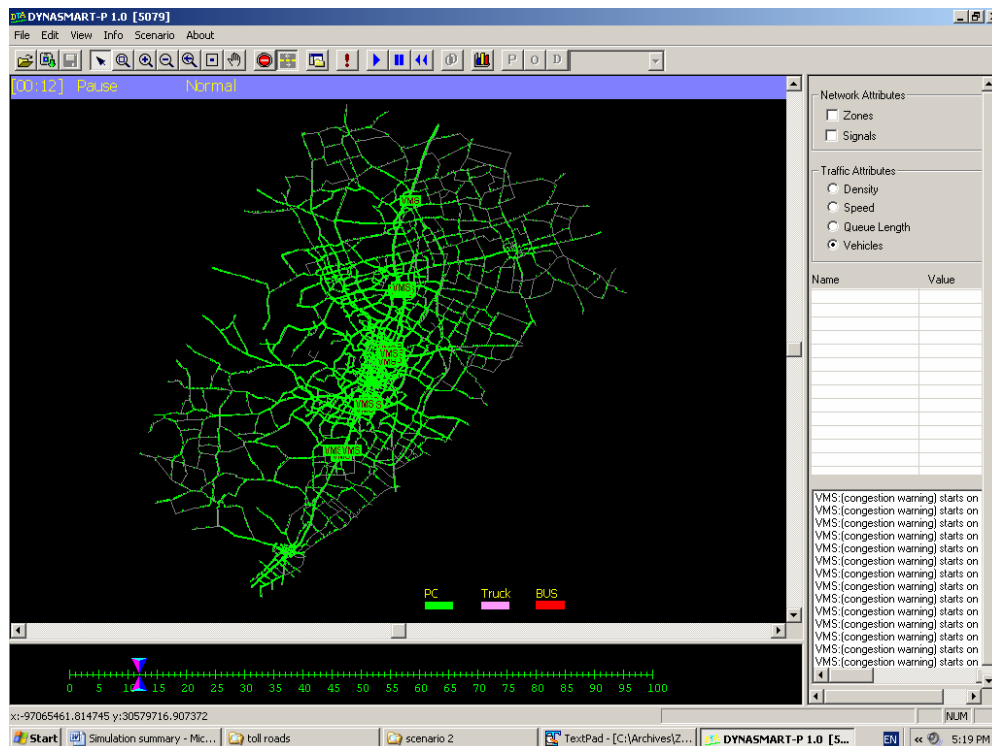 DYNASMART-P 1.0 [5079]
File Edit View Info Scenario About
P O D
[00:12] Pause Normal
Network Attributes
Zones
Signals
Traffic Attributes
Density
Speed
Queue Length
Vehicles
Name Value
VMS
VMS
VMS
VMS
VMS
PC Truck BUS
VMS:(congestion warning) starts on
VMS:(congestion warning) starts on
VMS:(congestion warning) starts on
VMS:(congestion warning) starts on
VMS:(congestion warning) starts on
VMS:(congestion warning) starts on
VMS:(congestion warning) starts on
VMS:(congestion warning) starts on
VMS:(congestion warning) starts on
VMS:(congestion warning) starts on
VMS:(congestion warning) starts on
VMS:(congestion warning) starts on
VMS:(congestion warning) starts on
VMS:(congestion warning) starts on
0 5 10 15 20 25 30 35 40 45 50 55 60 65 70 75 80 85 90 95 100
x:-97065461.814745 y:30579716.907372
NUM
Start Simulation summary - Mic... toll roads scenario 2 TextPad - [C:\Archives\Z... DYNASMART-P 1.0 [5... EN « 5:19 PM